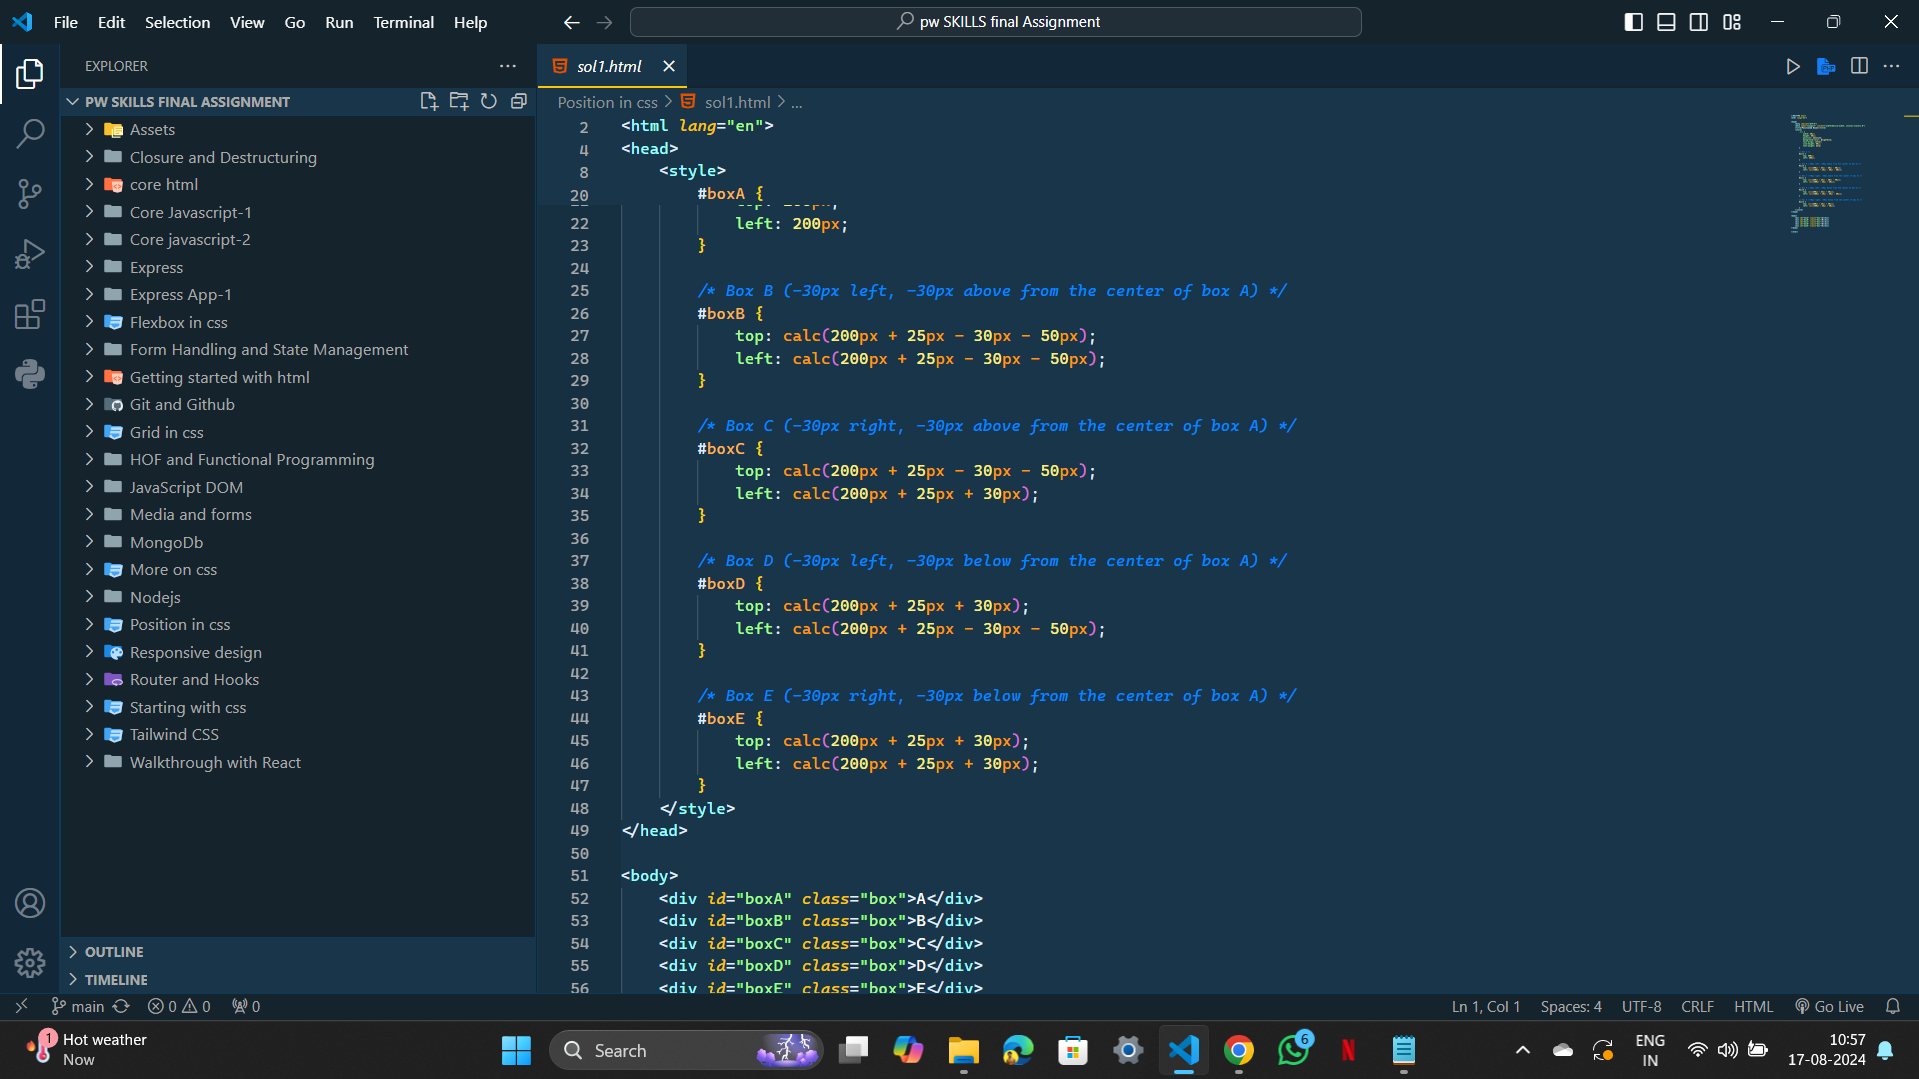 File Edit Selection View Go Run Terminal Help
pw SKILLS final Assignment
EXPLORER
PW SKILLS FINAL ASSIGNMENT
Assets
Closure and Destructuring
core html
Core Javascript-1
Core javascript-2
Express
Express App-1
Flexbox in css
Form Handling and State Management
Getting started with html
Git and Github
Grid in css
HOF and Functional Programming
JavaScript DOM
Media and forms
MongoDb
More on css
Nodejs
Position in css
Responsive design
Router and Hooks
Starting with css
Tailwind CSS
Walkthrough with React
OUTLINE
TIMELINE
sol1.html
Position in css > sol1.html > ...
2 <html lang="en">
4 <head>
8 <style>
20 #boxA {
22 left: 200px;
23 }
24
25 /* Box B (-30px left, -30px above from the center of box A) */
26 #boxB {
27 top: calc(200px + 25px - 30px - 50px);
28 left: calc(200px + 25px - 30px - 50px);
29 }
30
31 /* Box C (-30px right, -30px above from the center of box A) */
32 #boxC {
33 top: calc(200px + 25px - 30px - 50px);
34 left: calc(200px + 25px + 30px);
35 }
36
37 /* Box D (-30px left, -30px below from the center of box A) */
38 #boxD {
39 top: calc(200px + 25px + 30px);
40 left: calc(200px + 25px - 30px - 50px);
41 }
42
43 /* Box E (-30px right, -30px below from the center of box A) */
44 #boxE {
45 top: calc(200px + 25px + 30px);
46 left: calc(200px + 25px + 30px);
47 }
48 </style>
49 </head>
50
51 <body>
52 <div id="boxA" class="box">A</div>
53 <div id="boxB" class="box">B</div>
54 <div id="boxC" class="box">C</div>
55 <div id="boxD" class="box">D</div>
56 <div id="boxE" class="box">E</div>
main 0 0 0
Ln 1, Col 1 Spaces: 4 UTF-8 CRLF HTML Go Live
1
Hot weather
Now
Search
6
ENG
IN
10:57
17-08-2024